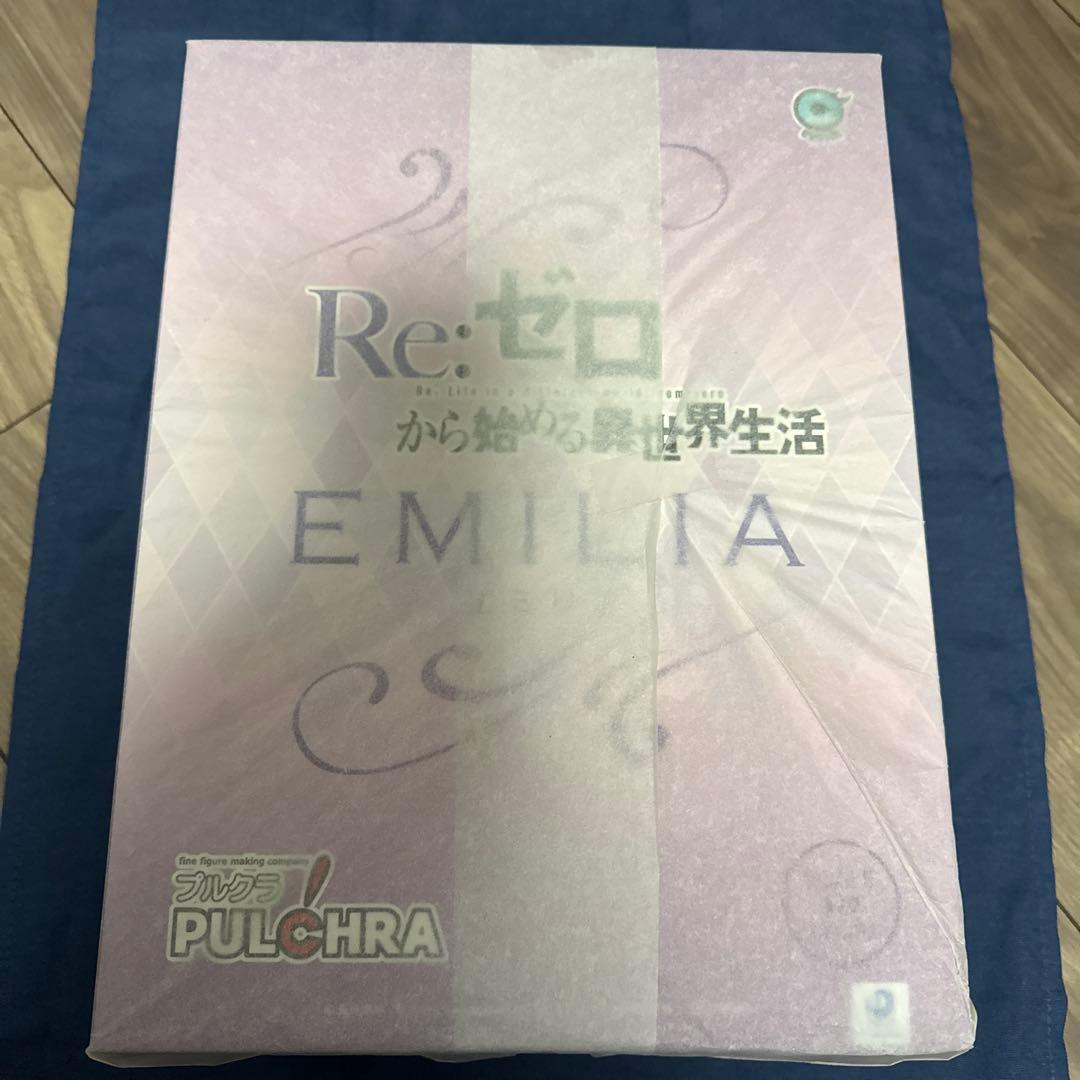 Re:ゼロ
から始める異世界生活
EMILIA
fine figure making company
プルクラ
PULCHRA